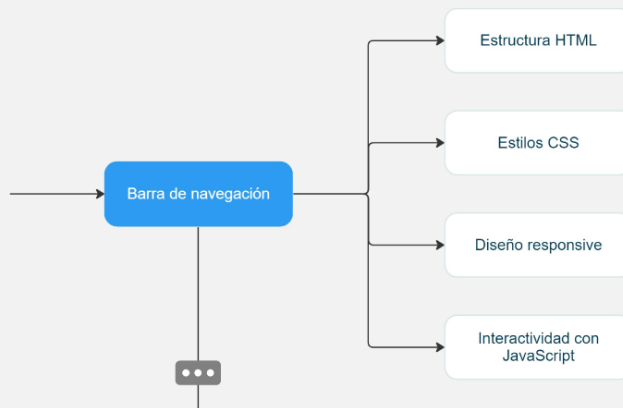 Estructura HTML
Estilos CSS
Barra de navegación
Diseño responsive
Interactividad con
JavaScript